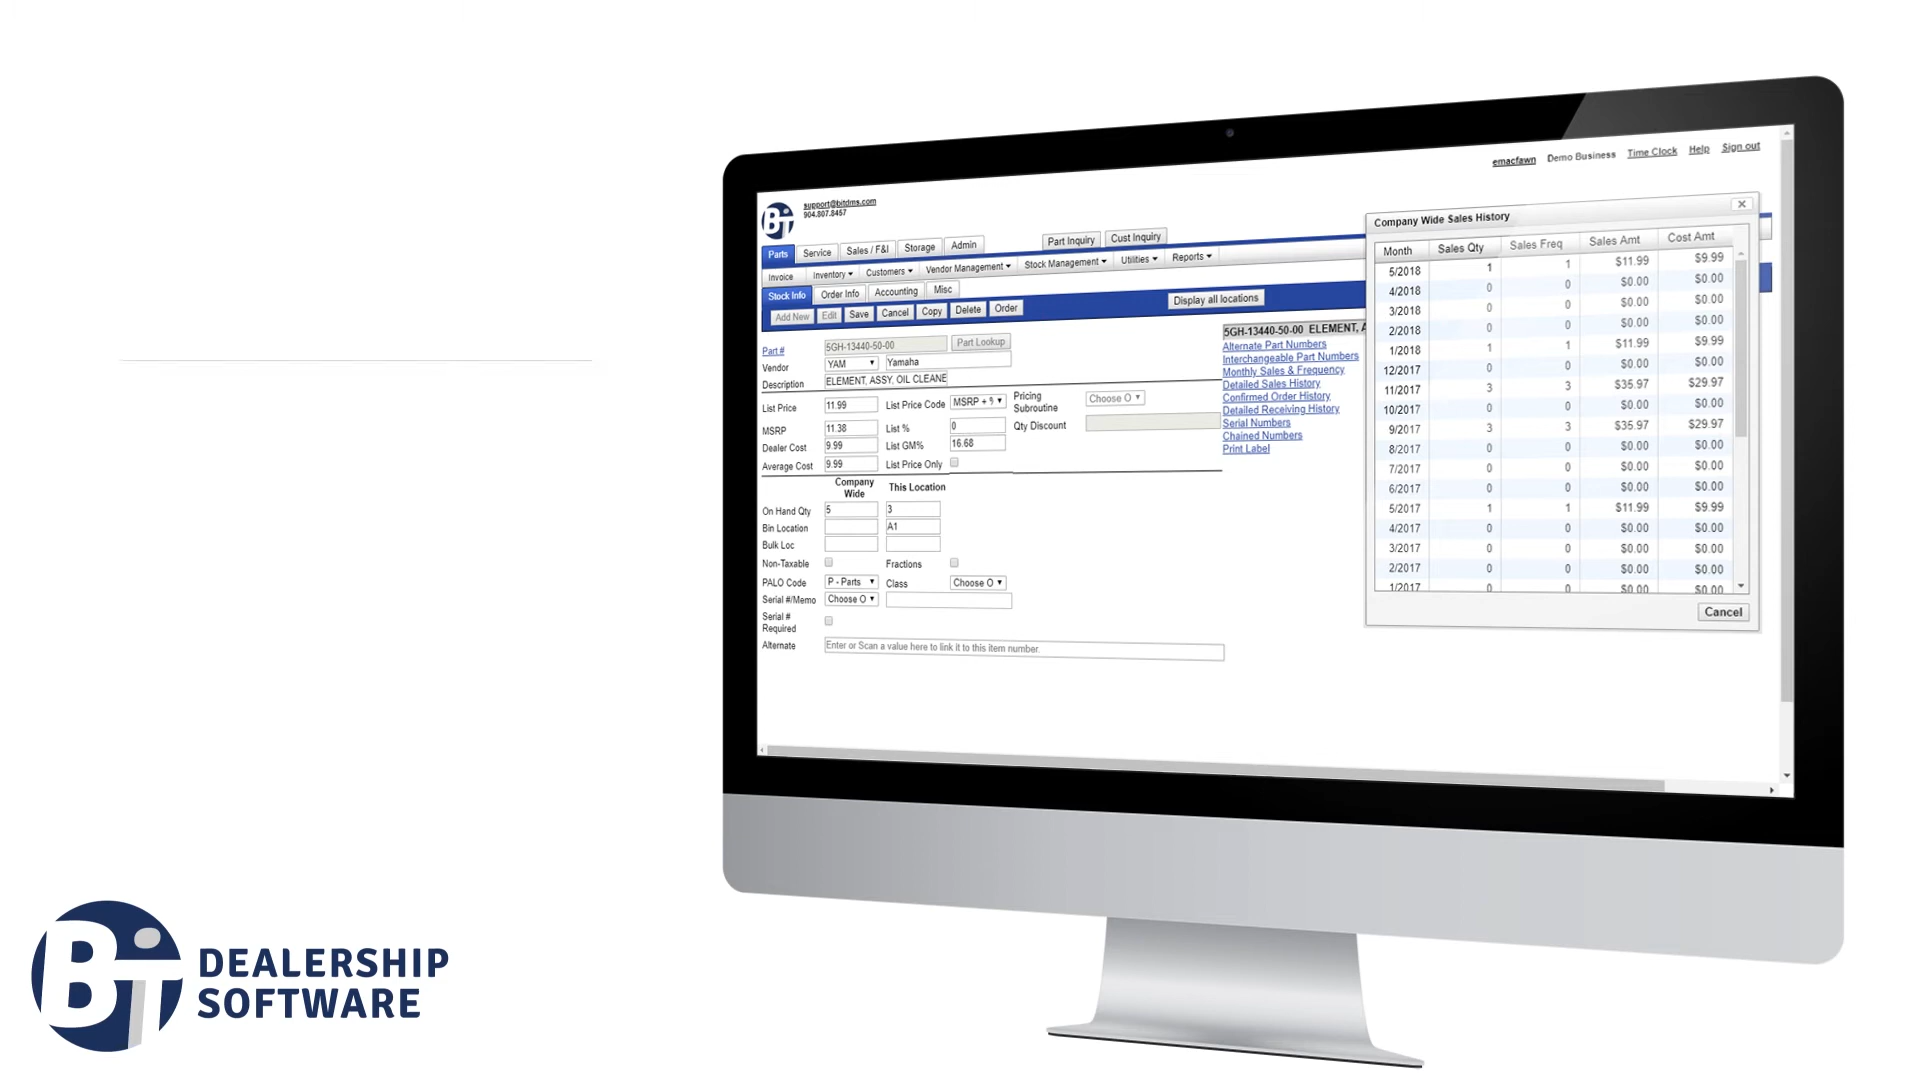 emacfawn Demo Business Time Clock Help Sign out
support@bitdms.com
904.807.8457
BiT
Parts Service Sales / F&I Storage Admin Part Inquiry Cust Inquiry
Invoice Inventory Customers Vendor Management Stock Management Utilities Reports
Stock Info Order Info Accounting Misc
Add New Edit Save Cancel Copy Delete Order Display all locations
Part # 5GH-13440-50-00 Part Lookup
Vendor YAM Yamaha
Description ELEMENT, ASSY, OIL CLEANE
List Price 11.99 List Price Code MSRP + % Pricing Subroutine Choose O
MSRP 11.38 List % 0 Qty Discount
Dealer Cost 9.99 List GM% 16.68
Average Cost 9.99 List Price Only
Company Wide This Location
On Hand Qty 5 3
Bin Location A1
Bulk Loc
Non-Taxable Fractions
PALO Code P - Parts Class Choose O
Serial #/Memo Choose O
Serial # Required
Alternate Enter or Scan a value here to link it to this item number.
5GH-13440-50-00 ELEMENT, A
Alternate Part Numbers
Interchangeable Part Numbers
Monthly Sales & Frequency
Detailed Sales History
Confirmed Order History
Detailed Receiving History
Serial Numbers
Chained Numbers
Print Label
Company Wide Sales History
Month Sales Qty Sales Freq Sales Amt Cost Amt
5/2018 1 1 $11.99 $9.99
4/2018 0 0 $0.00 $0.00
3/2018 0 0 $0.00 $0.00
2/2018 0 0 $0.00 $0.00
1/2018 1 1 $11.99 $9.99
12/2017 0 0 $0.00 $0.00
11/2017 3 3 $35.97 $29.97
10/2017 0 0 $0.00 $0.00
9/2017 3 3 $35.97 $29.97
8/2017 0 0 $0.00 $0.00
7/2017 0 0 $0.00 $0.00
6/2017 0 0 $0.00 $0.00
5/2017 1 1 $11.99 $9.99
4/2017 0 0 $0.00 $0.00
3/2017 0 0 $0.00 $0.00
2/2017 0 0 $0.00 $0.00
1/2017 0 0 $0.00 $0.00
Cancel
BiT
DEALERSHIP
SOFTWARE